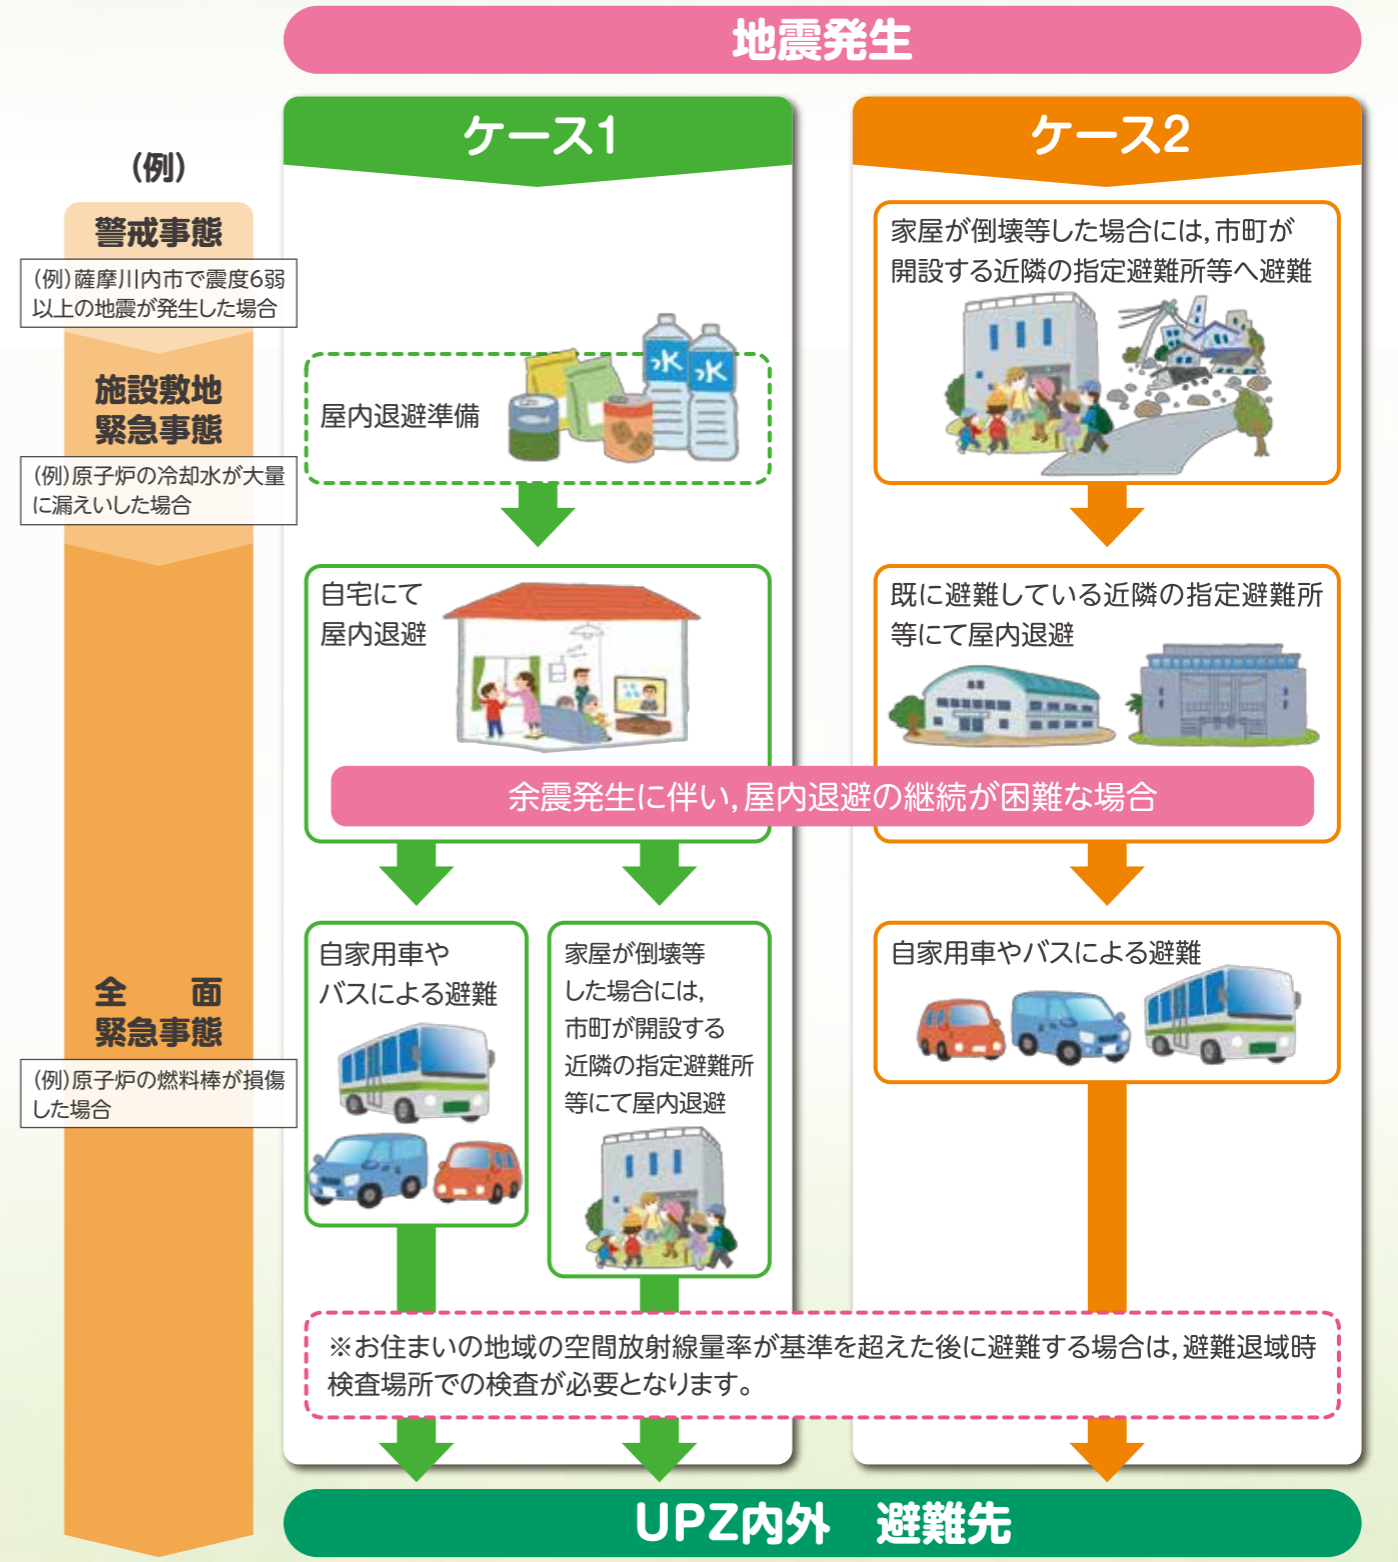 地震発生
(例)
警戒事態
(例)薩摩川内市で震度6弱
以上の地震が発生した場合
施設敷地
緊急事態
(例)原子炉の冷却水が大量
に漏えいした場合
全　面
緊急事態
(例)原子炉の燃料棒が損傷
した場合
ケース1
屋内退避準備
水
水
自宅にて
屋内退避
ケース2
家屋が倒壊等した場合には,市町が
開設する近隣の指定避難所等へ避難
既に避難している近隣の指定避難所
等にて屋内退避
余震発生に伴い,屋内退避の継続が困難な場合
自家用車や
バスによる避難
家屋が倒壊等
した場合には,
市町が開設する
近隣の指定避難所
等にて屋内退避
自家用車やバスによる避難
※お住まいの地域の空間放射線量率が基準を超えた後に避難する場合は,避難退域時
検査場所での検査が必要となります。
UPZ内外　避難先